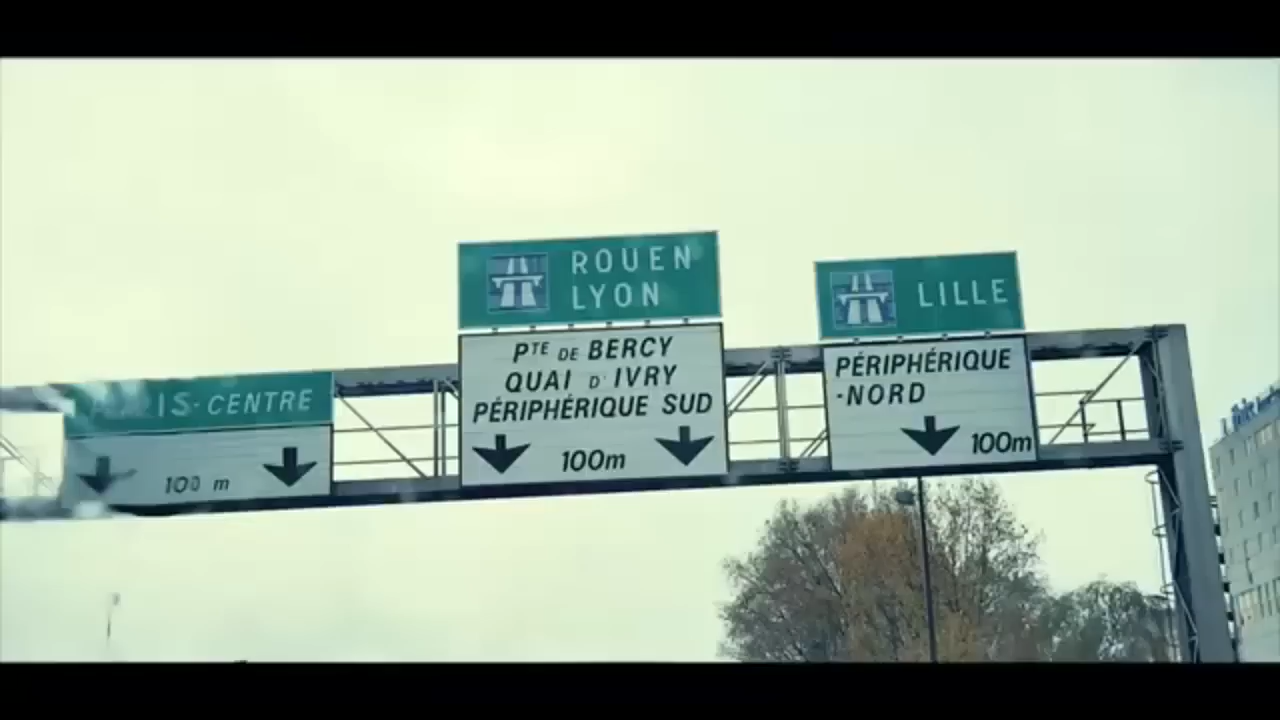 ROUEN
LYON
PTE DE BERCY
QUAI D'IVRY
PÉRIPHÉRIQUE SUD
100m
LILLE
PÉRIPHÉRIQUE
-NORD
100m
IS-CENTRE
100 m